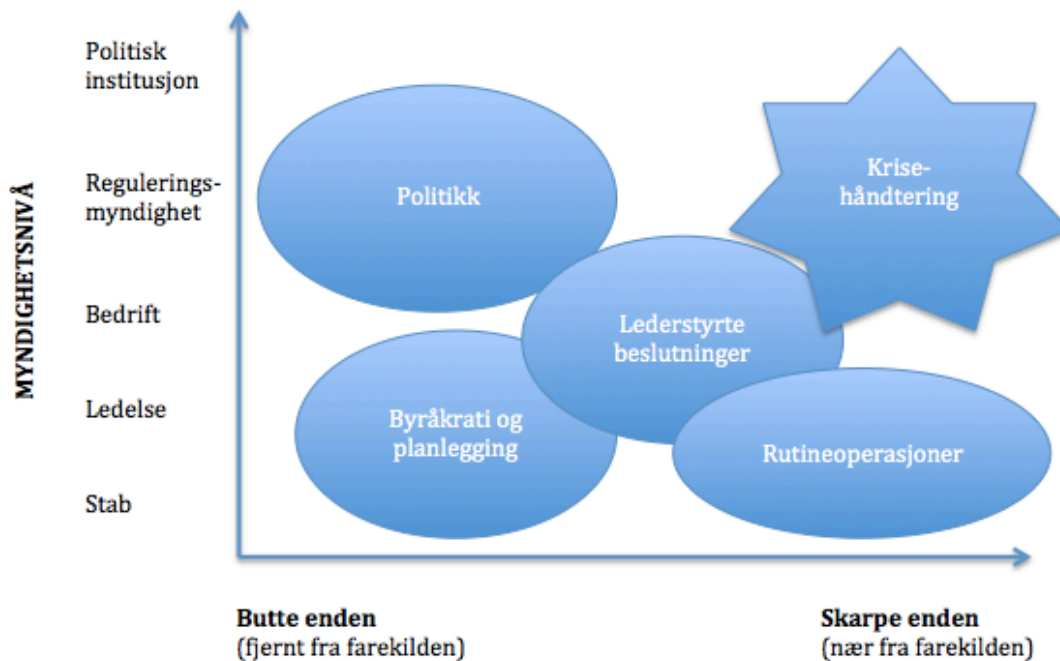 MYNDIGHETSNIVÅ
Politisk
institusjon
Regulerings-
myndighet
Bedrift
Ledelse
Stab
Politikk
Krise-
håndtering
Lederstyrte
beslutninger
Byråkrati og
planlegging
Rutineoperasjoner
Butte enden
(fjernt fra farekilden)
Skarpe enden
(nær fra farekilden)